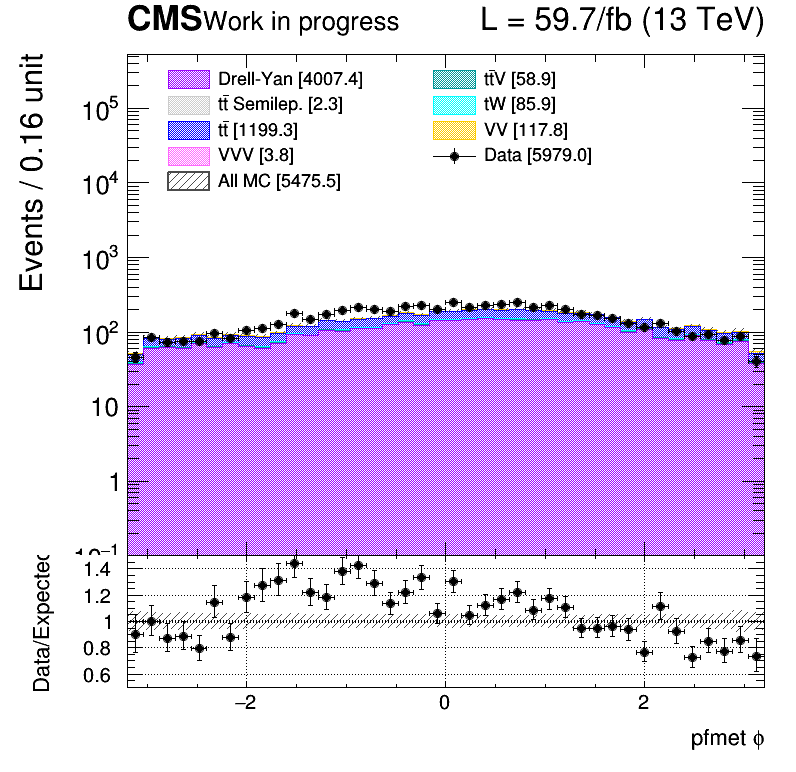 CMS Work in progress L = 59.7/fb (13 TeV)
Events / 0.16 unit
Drell-Yan [4007.4]
tt̄ Semilep. [2.3]
tt̄ [1199.3]
VVV [3.8]
All MC [5475.5]
tt̄V [58.9]
tW [85.9]
VV [117.8]
Data [5979.0]
10⁵
10⁴
10³
10²
10
1
Data/Expected
1.4
1.2
1
0.8
0.6
−2 0 2
pfmet ϕ